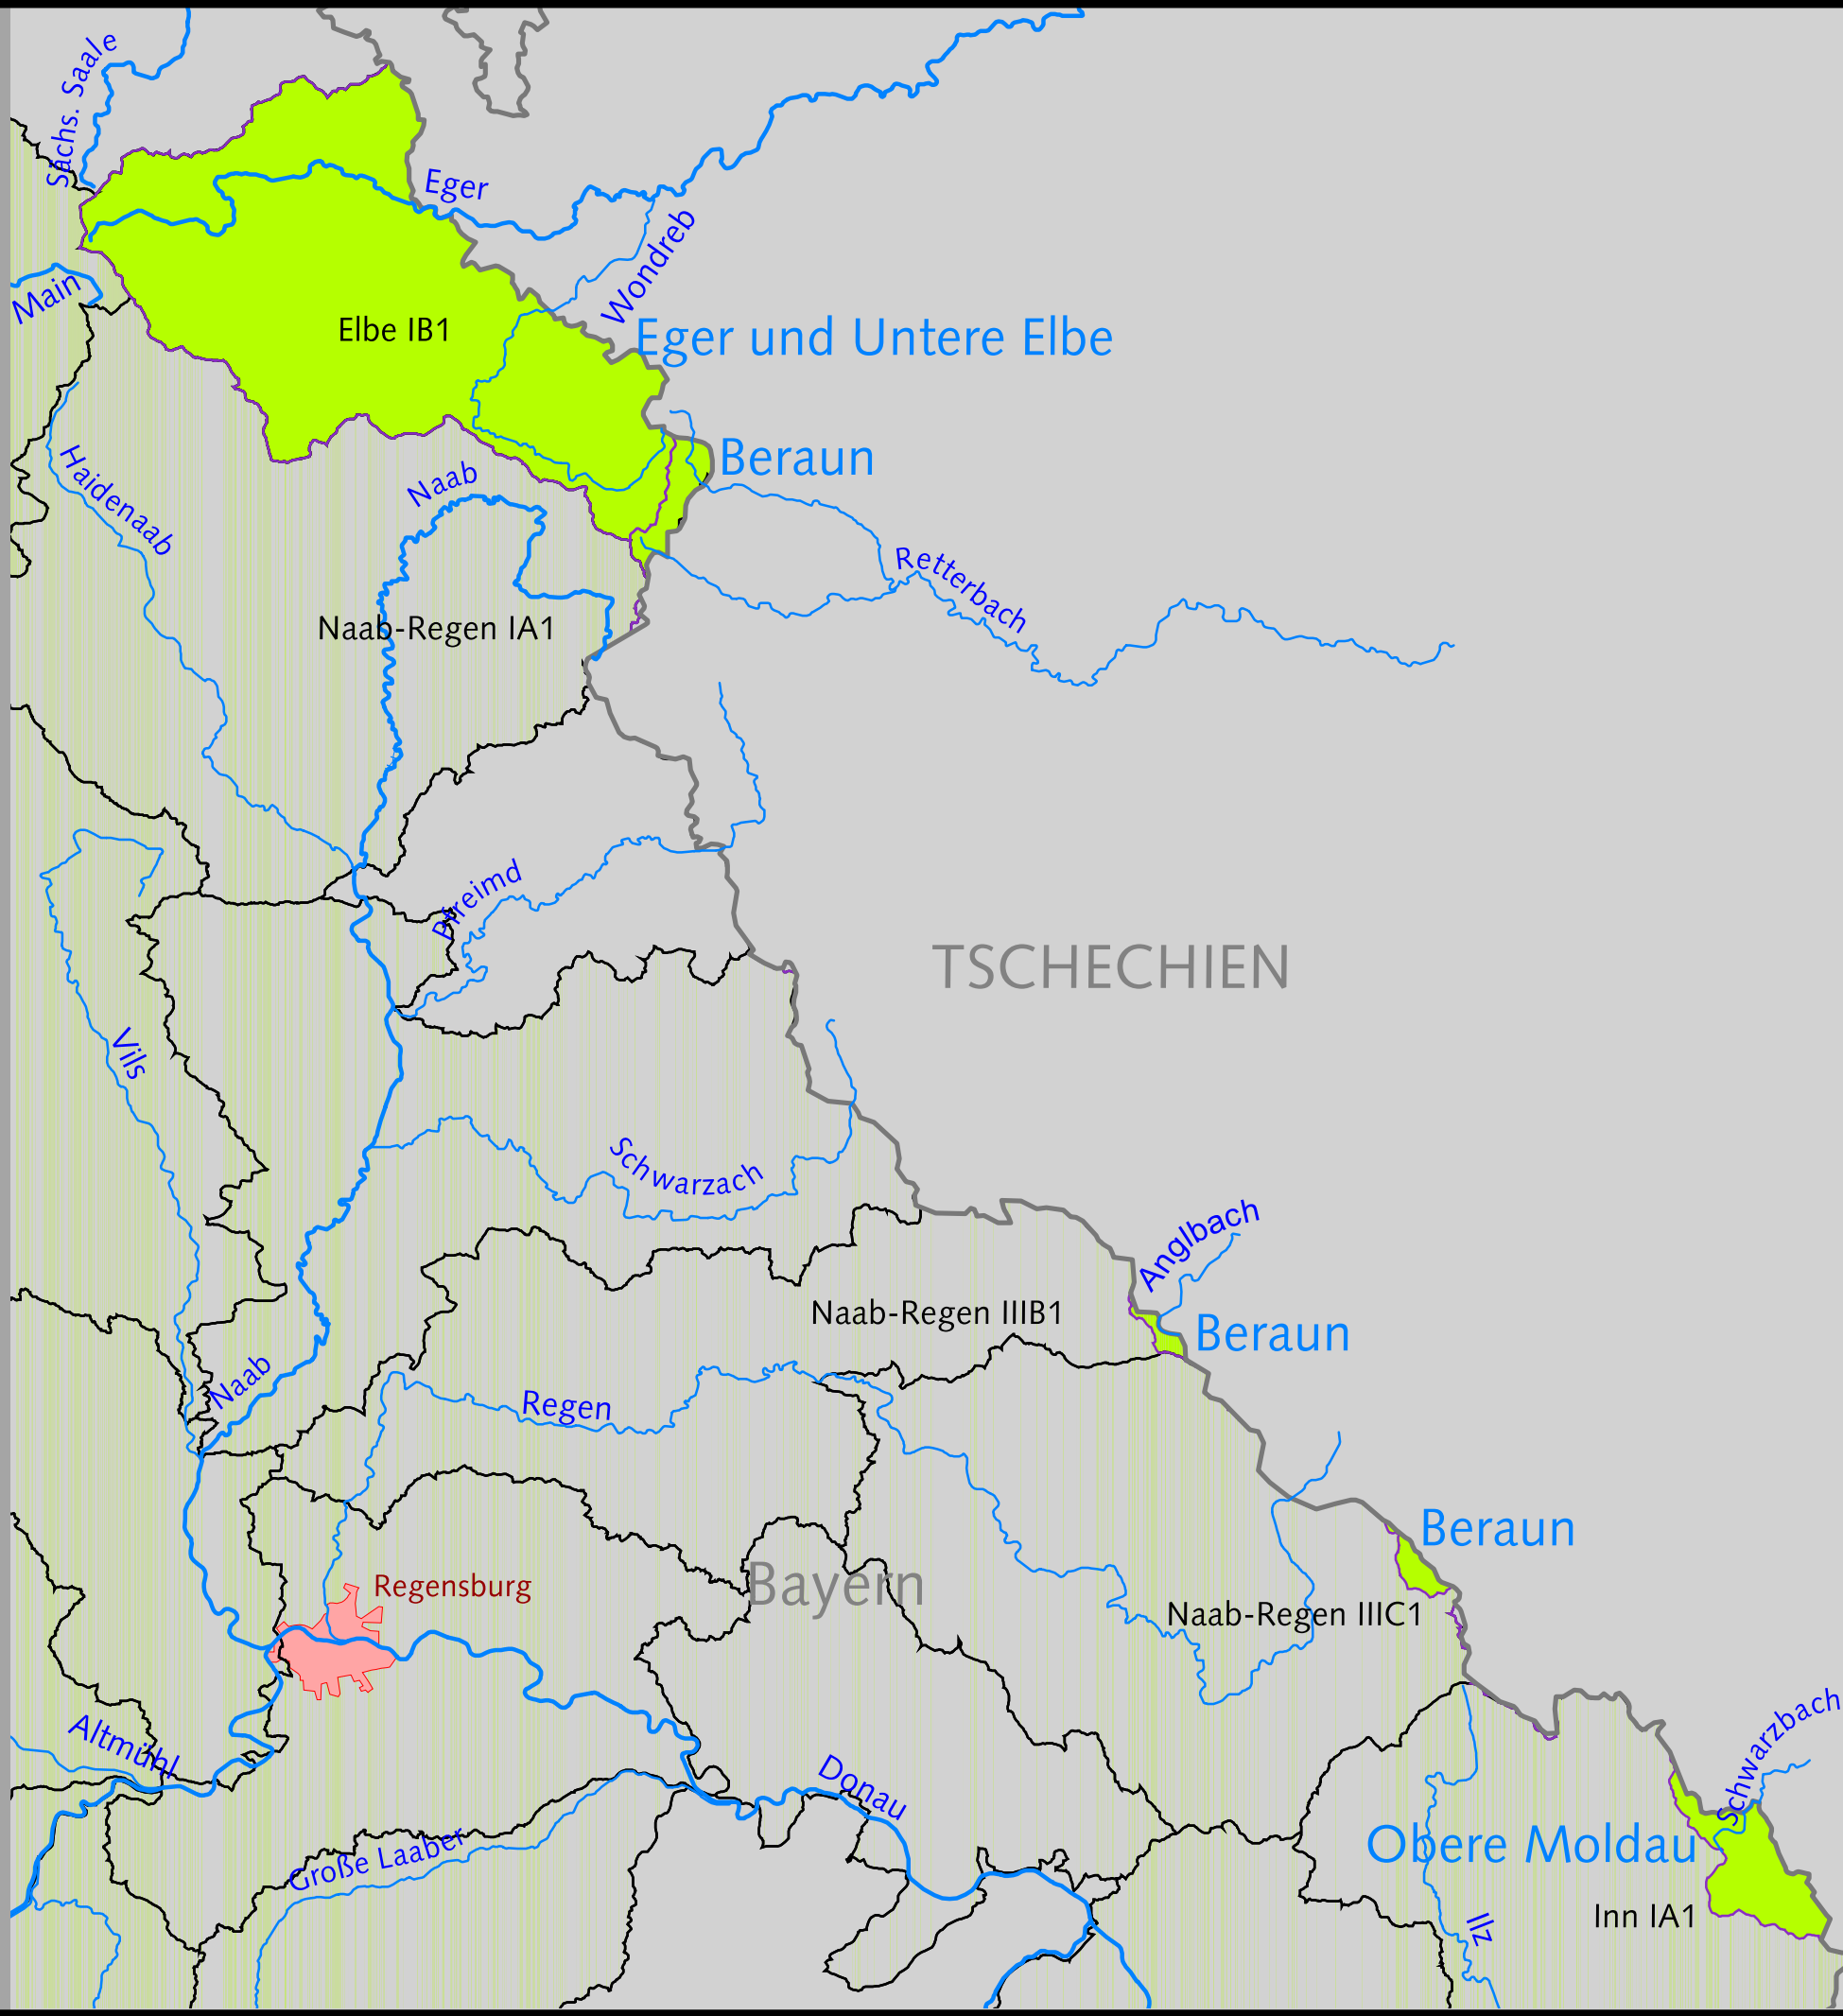 Sächs. Saale
Eger
Wondreb
Main
Elbe IB1
Eger und Untere Elbe
Beraun
Haidenaab
Naab
Retterbach
Naab-Regen IA1
Pfreimd
TSCHECHIEN
Vils
Schwarzach
Anglbach
Naab-Regen IIIB1
Beraun
Naab
Regen
Beraun
Bayern
Regensburg
Naab-Regen IIIC1
Altmühl
Schwarzbach
Donau
Große Laaber
Obere Moldau
Inn IA1
Ilz